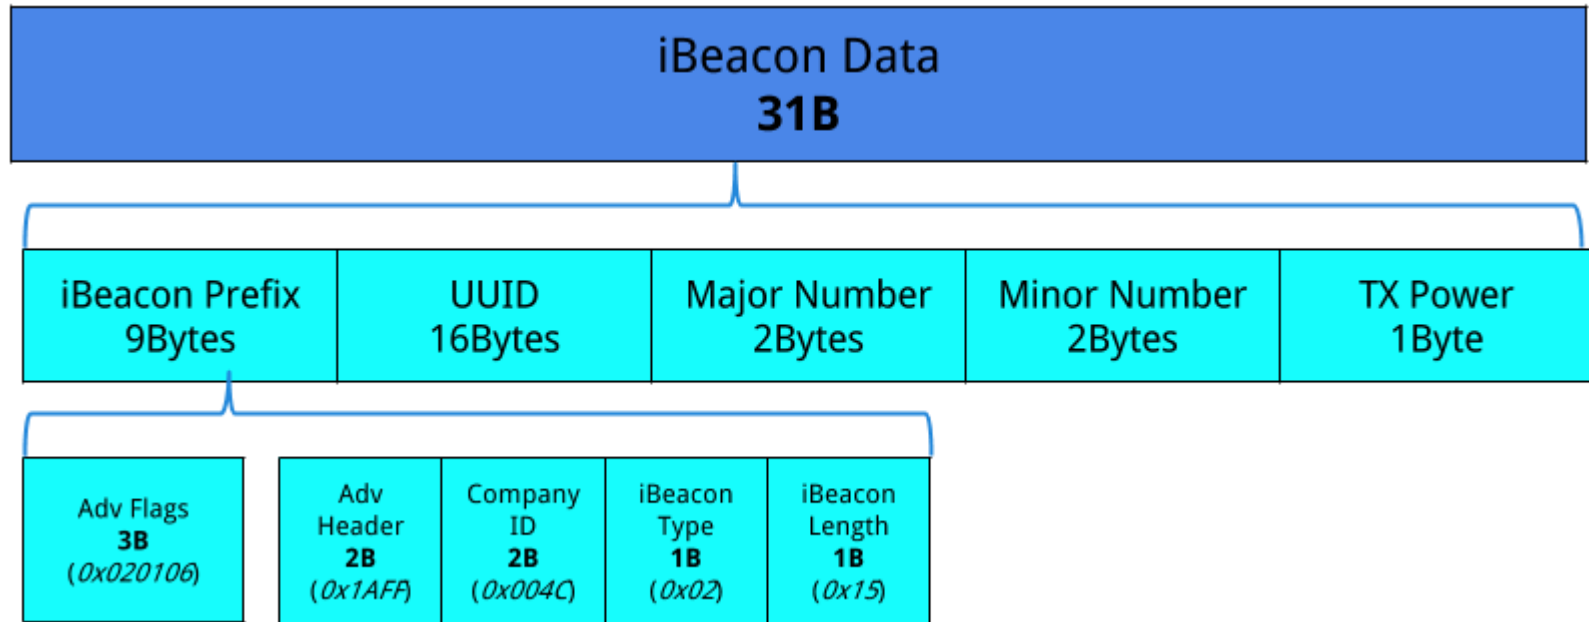 iBeacon Data
31B
iBeacon Prefix
9Bytes
UUID
16Bytes
Major Number
2Bytes
Minor Number
2Bytes
TX Power
1Byte
Adv Flags
3B
(0x020106)
Adv
Header
2B
(0x1AFF)
Company
ID
2B
(0x004C)
iBeacon
Type
1B
(0x02)
iBeacon
Length
1B
(0x15)